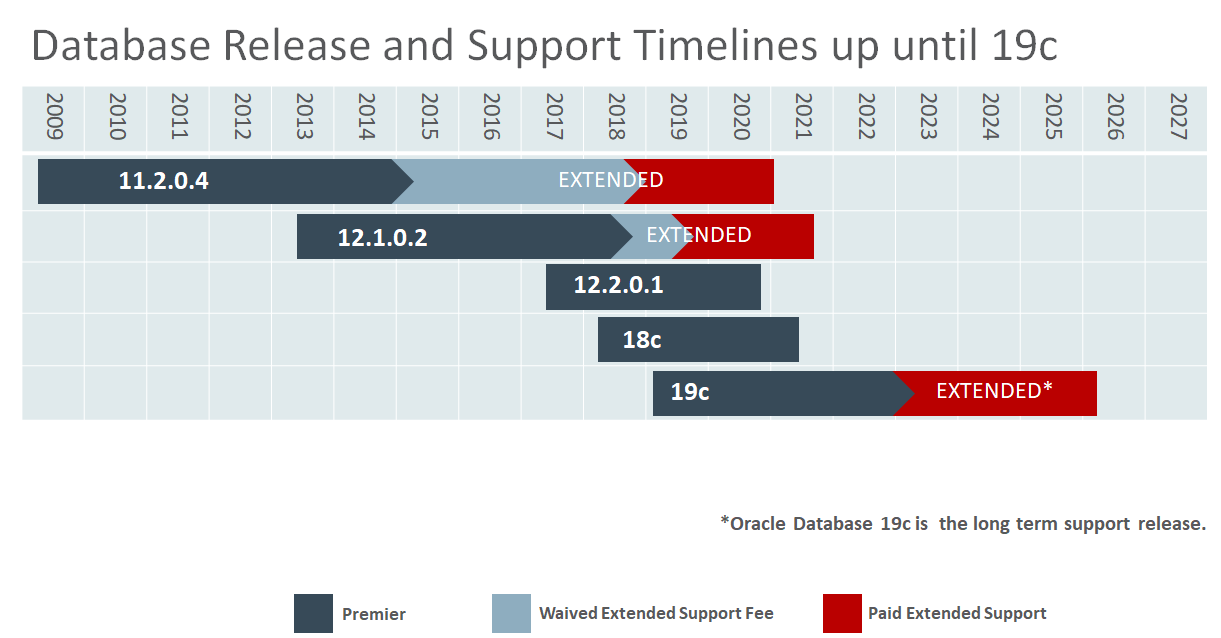 Database Release and Support Timelines up until 19c
2009 2010 2011 2012 2013 2014 2015 2016 2017 2018 2019 2020 2021 2022 2023 2024 2025 2026 2027
11.2.0.4 EXTENDED
12.1.0.2 EXTENDED
12.2.0.1
18c
19c EXTENDED*
*Oracle Database 19c is the long term support release.
Premier Waived Extended Support Fee Paid Extended Support